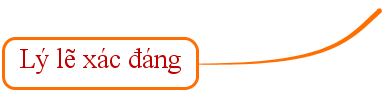 Lý lẽ xác đáng